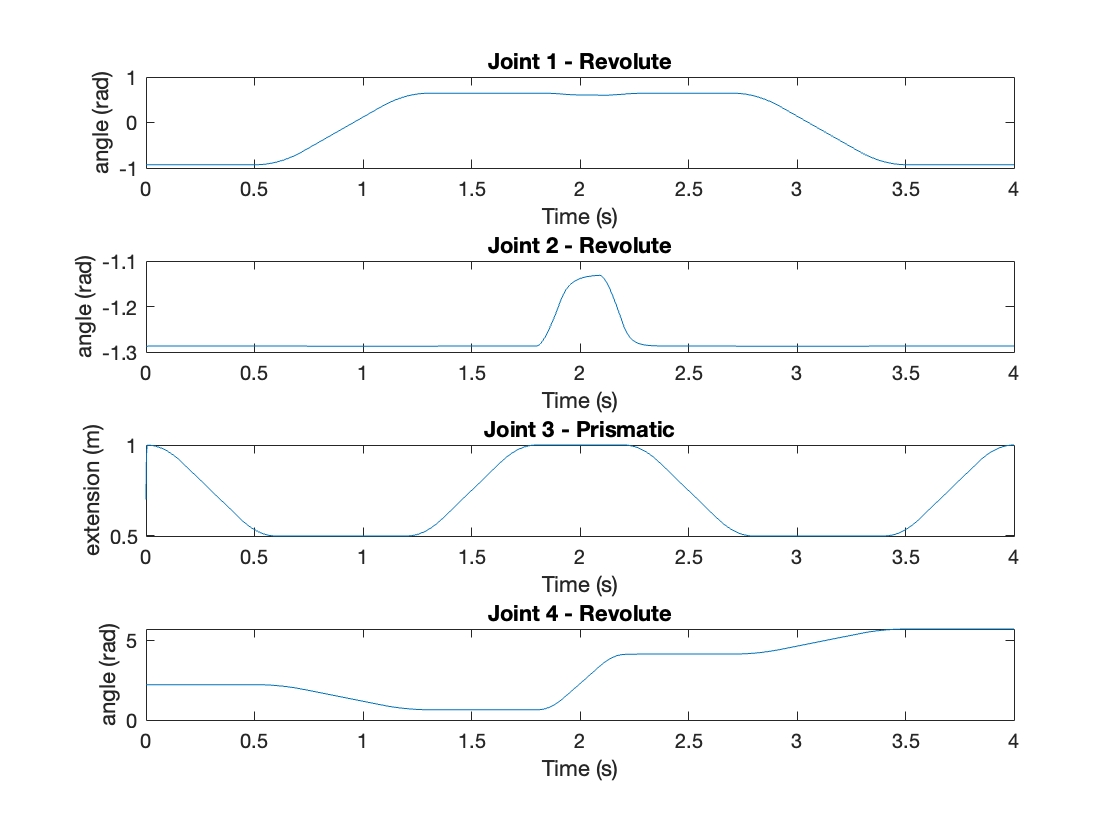 Joint 1 - Revolute
angle (rad)
1
0
-1
0 0.5 1 1.5 2 2.5 3 3.5 4
Time (s)
Joint 2 - Revolute
angle (rad)
-1.1
-1.2
-1.3
0 0.5 1 1.5 2 2.5 3 3.5 4
Time (s)
Joint 3 - Prismatic
extension (m)
1
0.5
0 0.5 1 1.5 2 2.5 3 3.5 4
Time (s)
Joint 4 - Revolute
angle (rad)
5
0
0 0.5 1 1.5 2 2.5 3 3.5 4
Time (s)